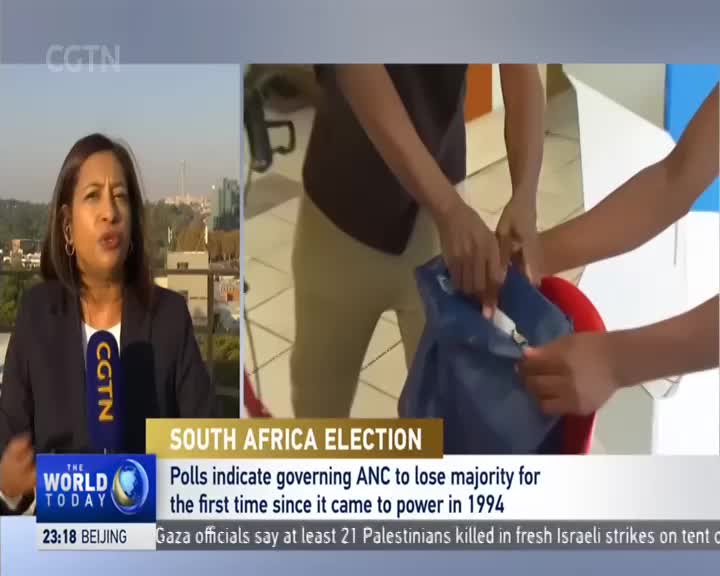 CGTN
CGTN
SOUTH AFRICA ELECTION
Polls indicate governing ANC to lose majority for
the first time since it came to power in 1994
THE
WORLD
TODAY
23:18 BEIJING
Gaza officials say at least 21 Palestinians killed in fresh Israeli strikes on tent